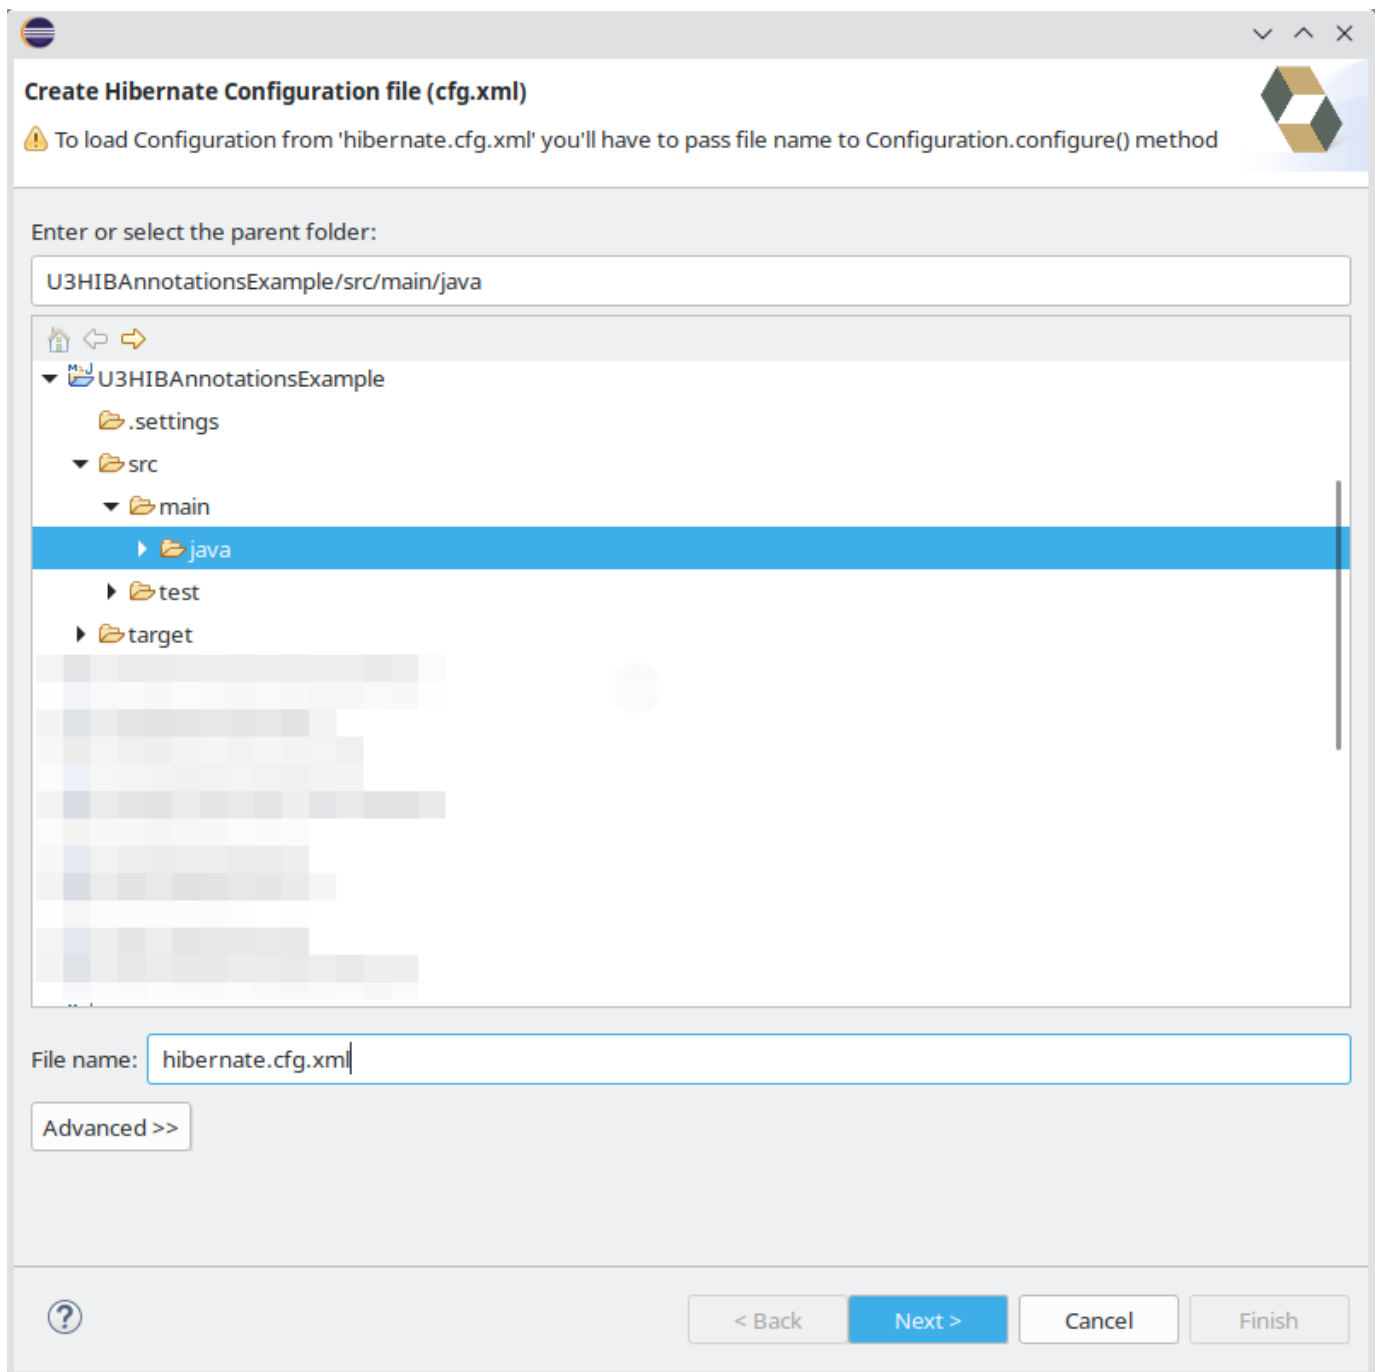 Create Hibernate Configuration file (cfg.xml)
To load Configuration from 'hibernate.cfg.xml' you'll have to pass file name to Configuration.configure() method
Enter or select the parent folder:
U3HIBAnnotationsExample/src/main/java
U3HIBAnnotationsExample
.settings
src
main
java
test
target
File name: hibernate.cfg.xml
Advanced >>
< Back Next > Cancel Finish